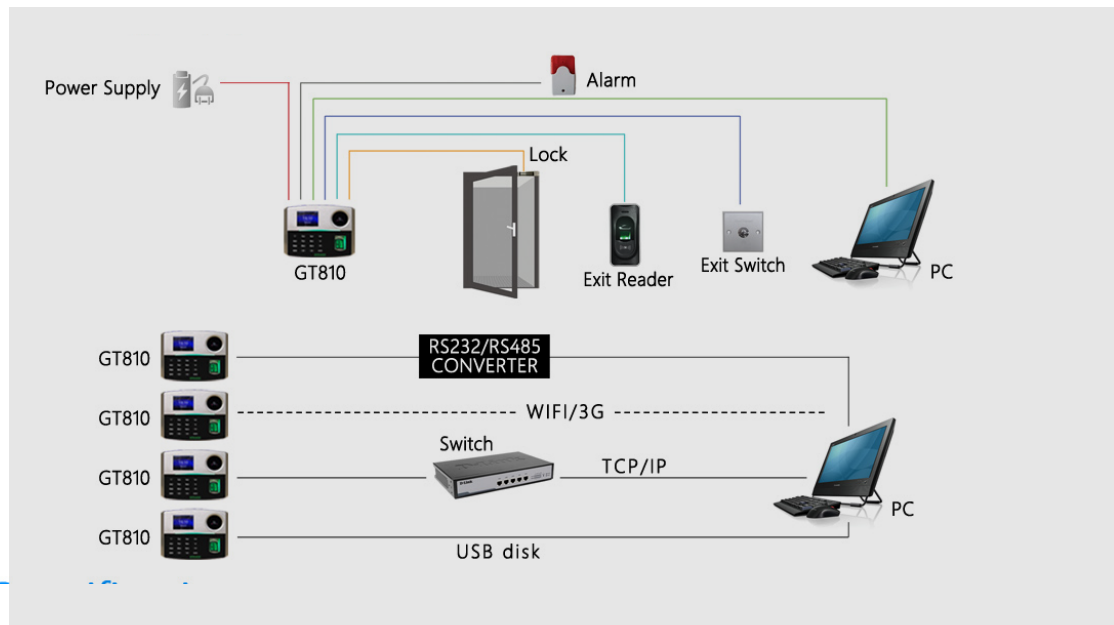 Power Supply
Alarm
Lock
GT810
Exit Reader
Exit Switch
PC
GT810
RS232/RS485
CONVERTER
GT810
WIFI/3G
Switch
GT810
TCP/IP
PC
GT810
USB disk